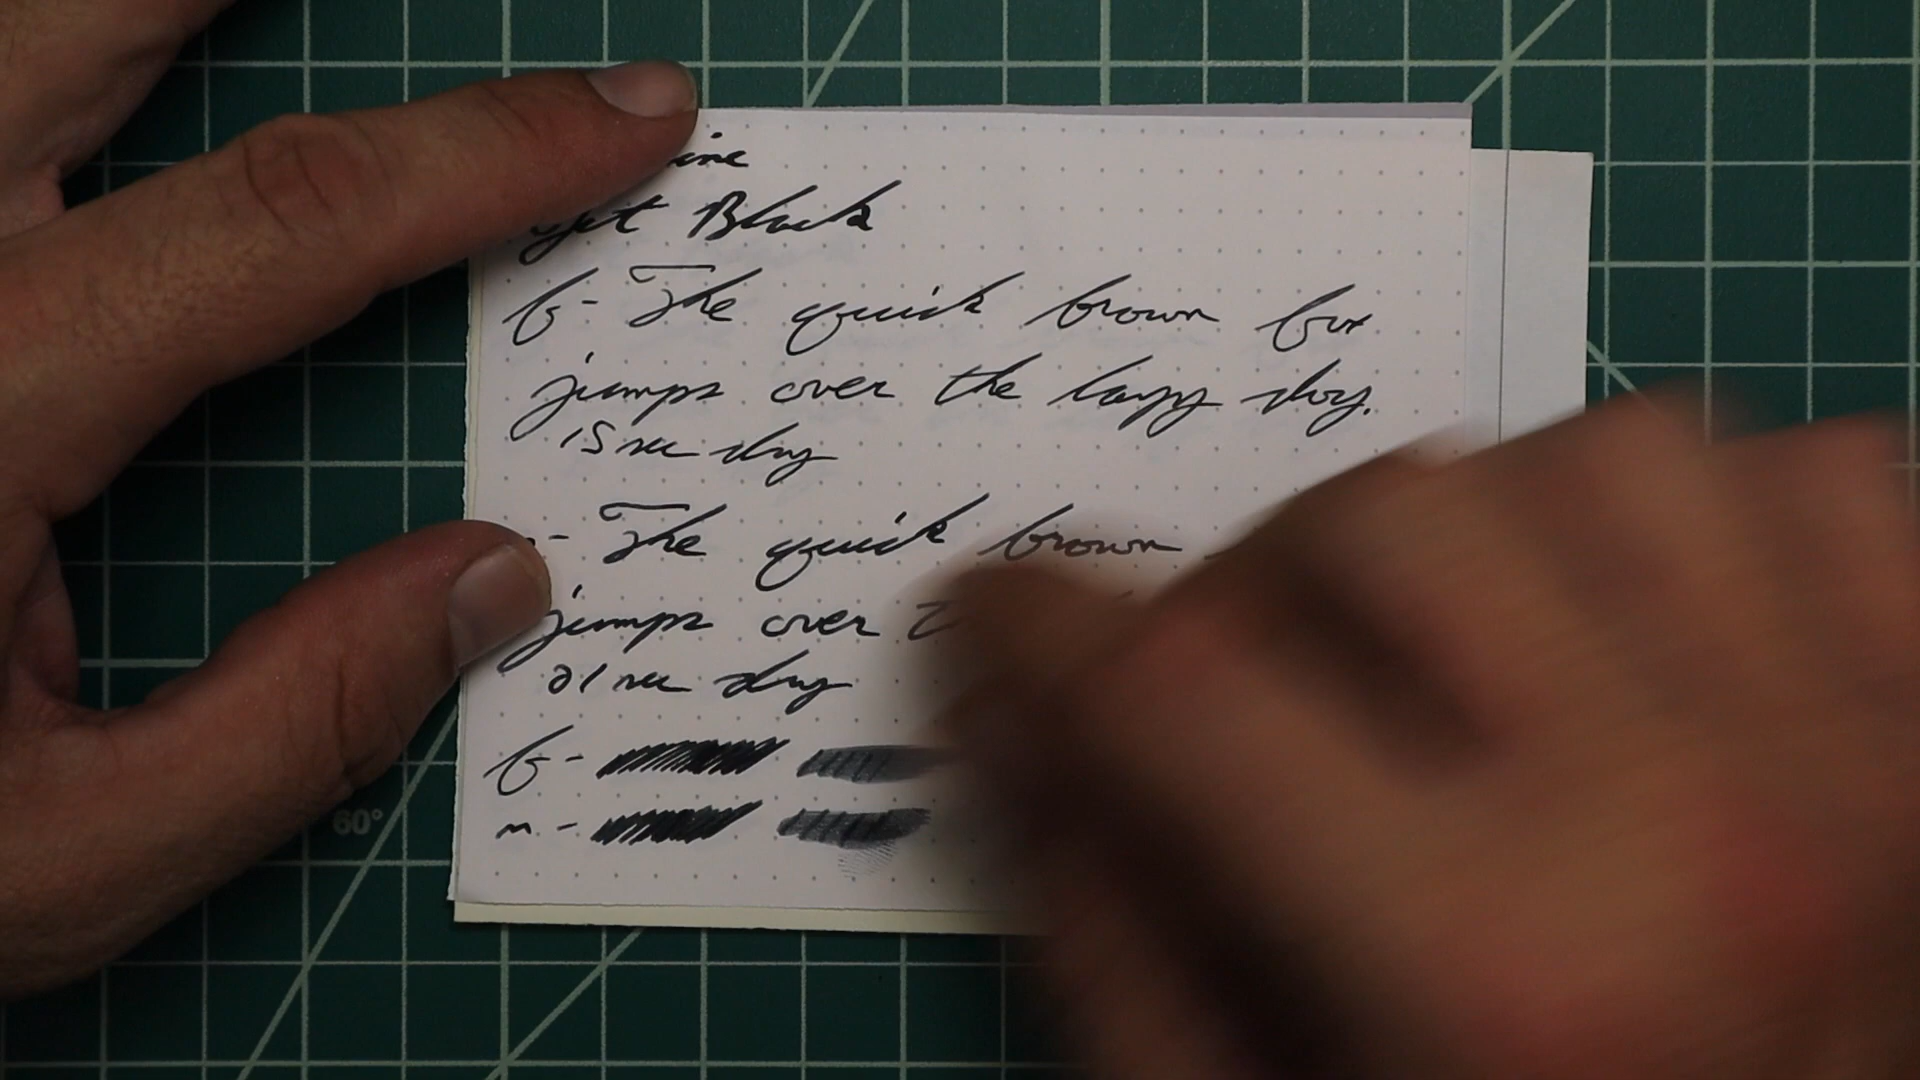 Jet Black
f- The quick brown fox
jumps over the lazy dog.
15 sec dry
- The quick brown
jumps over
21 sec dry
f-
m-
60°